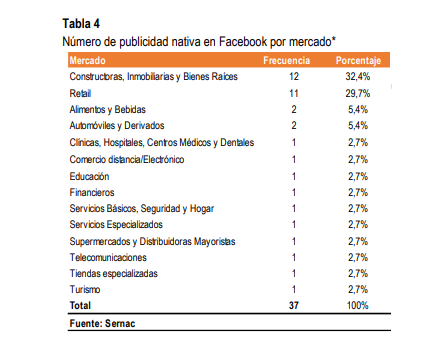 Tabla 4
Número de publicidad nativa en Facebook por mercado*
Mercado Frecuencia Porcentaje
Constructoras, Inmobiliarias y Bienes Raíces 12 32,4%
Retail 11 29,7%
Alimentos y Bebidas 2 5,4%
Automóviles y Derivados 2 5,4%
Clínicas, Hospitales, Centros Médicos y Dentales 1 2,7%
Comercio distancia/Electrónico 1 2,7%
Educación 1 2,7%
Financieros 1 2,7%
Servicios Básicos, Seguridad y Hogar 1 2,7%
Servicios Especializados 1 2,7%
Supermercados y Distribuidoras Mayoristas 1 2,7%
Telecomunicaciones 1 2,7%
Tiendas especializadas 1 2,7%
Turismo 1 2,7%
Total 37 100%
Fuente: Sernac